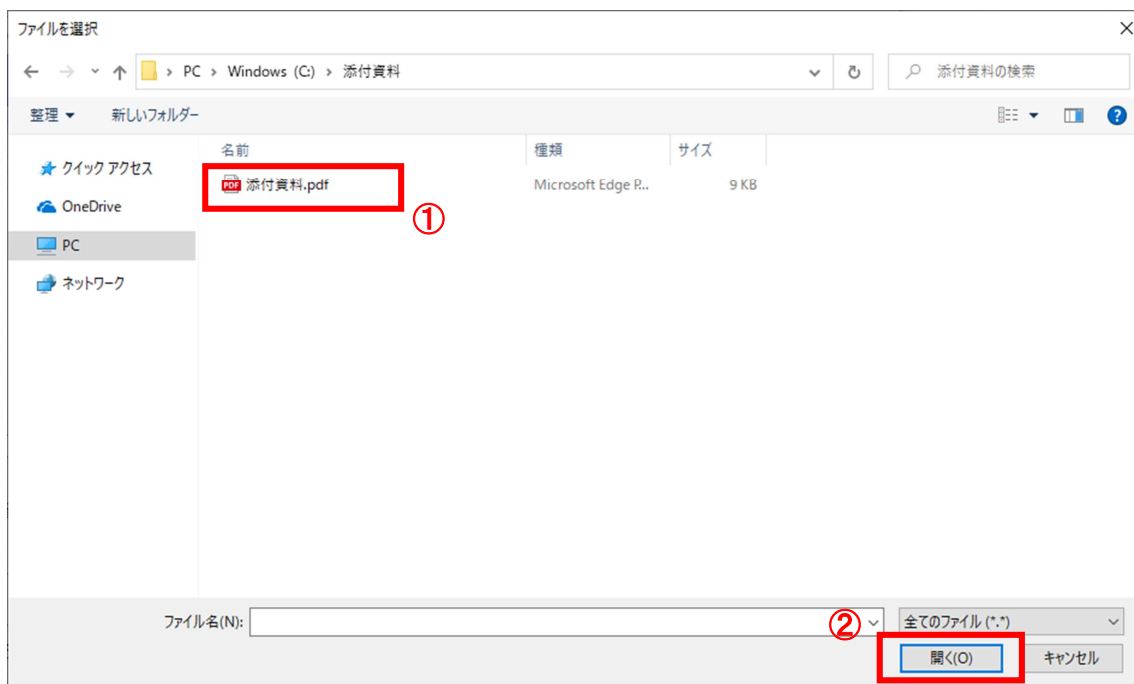 ファイルを選択
PC › Windows (C:) › 添付資料
添付資料の検索
整理
新しいフォルダー
名前 種類 サイズ
クイック アクセス
OneDrive
PC
ネットワーク
PDF 添付資料.pdf Microsoft Edge P... 9 KB
①
ファイル名(N):
② 全てのファイル (*.*)
開く(O) キャンセル